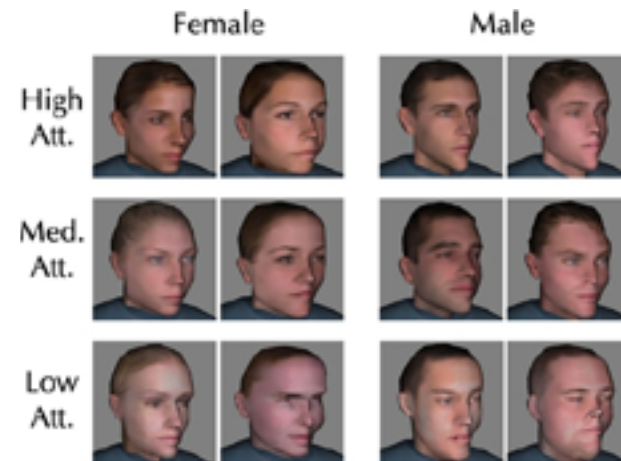 Female
Male
High
Att.
Med.
Att.
Low
Att.